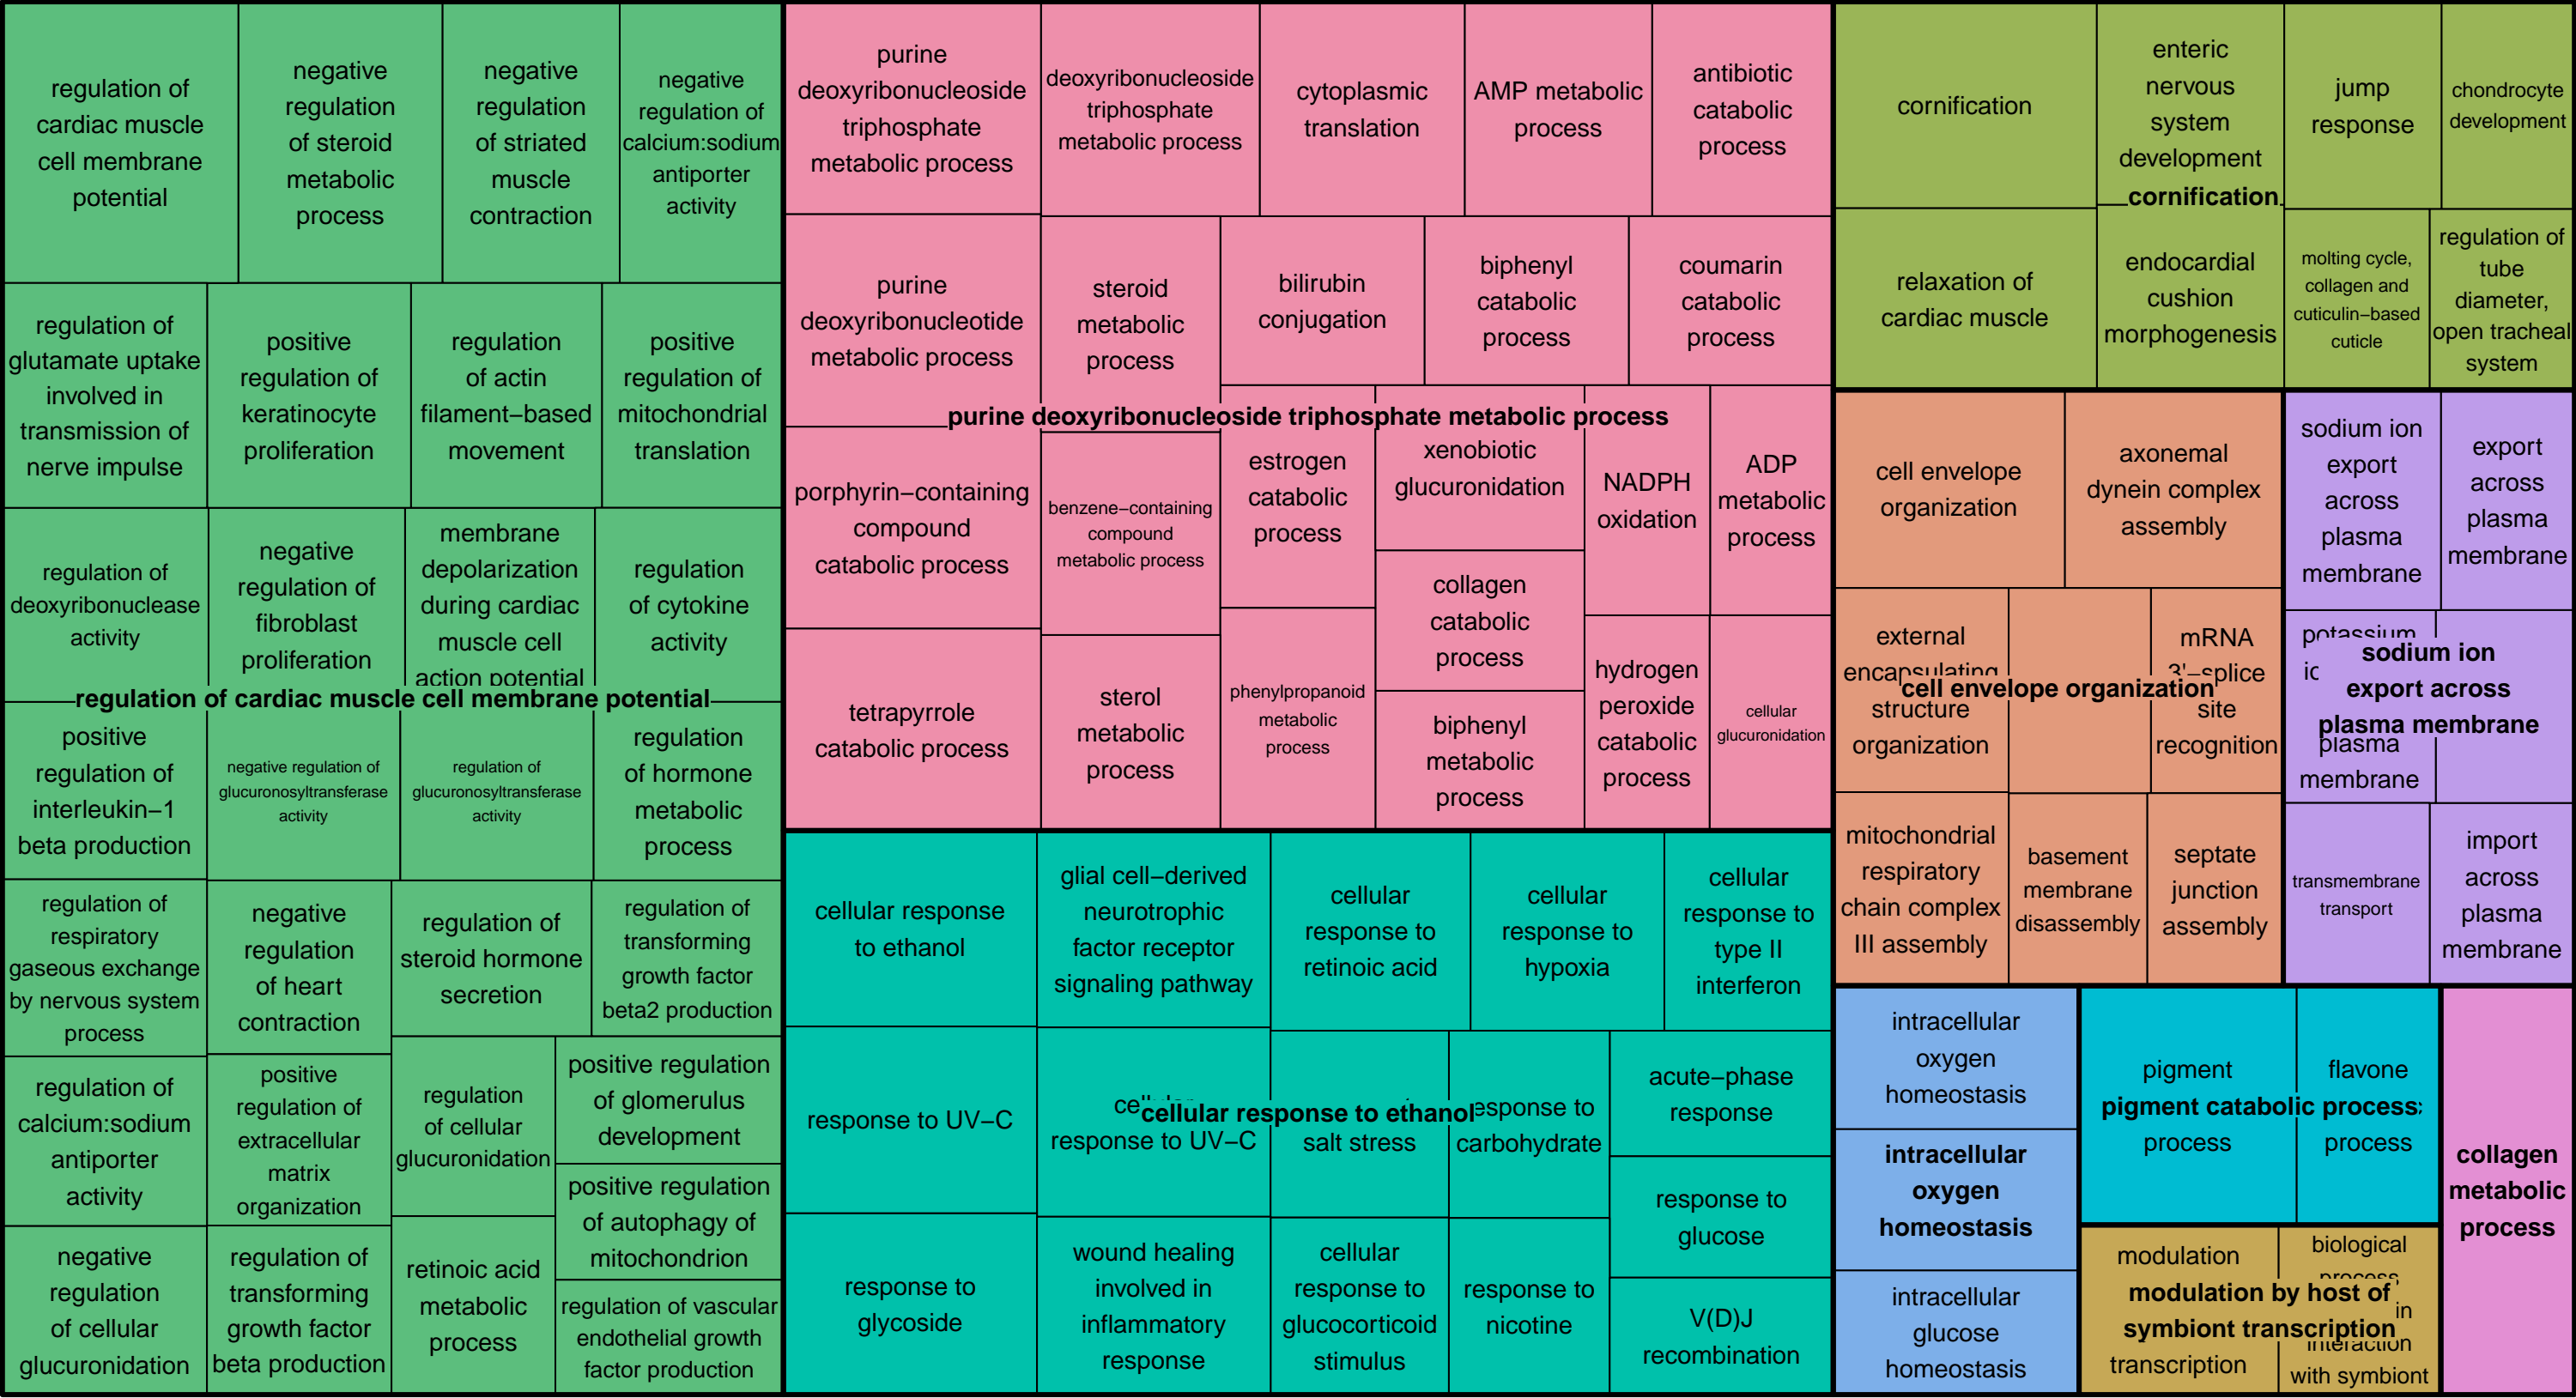 regulation of
cardiac muscle
cell membrane
potential
negative
regulation
of steroid
metabolic
process
negative
regulation
of striated
muscle
contraction
negative
regulation of
calcium:sodium
antiporter
activity
regulation of
glutamate uptake
involved in
transmission of
nerve impulse
positive
regulation of
keratinocyte
proliferation
regulation
of actin
filament−based
movement
positive
regulation of
mitochondrial
translation
regulation of
deoxyribonuclease
activity
negative
regulation of
fibroblast
proliferation
membrane
depolarization
during cardiac
muscle cell
action potential
regulation
of cytokine
activity
regulation of cardiac muscle cell membrane potential
positive
regulation of
interleukin−1
beta production
negative regulation of
glucuronosyltransferase
activity
regulation of
glucuronosyltransferase
activity
regulation
of hormone
metabolic
process
regulation of
respiratory
gaseous exchange
by nervous system
process
negative
regulation
of heart
contraction
regulation of
steroid hormone
secretion
regulation of
transforming
growth factor
beta2 production
regulation of
calcium:sodium
antiporter
activity
positive
regulation of
extracellular
matrix
organization
regulation
of cellular
glucuronidation
positive regulation
of glomerulus
development
positive regulation
of autophagy of
mitochondrion
negative
regulation
of cellular
glucuronidation
regulation of
transforming
growth factor
beta production
retinoic acid
metabolic
process
regulation of vascular
endothelial growth
factor production
purine
deoxyribonucleoside
triphosphate
metabolic process
deoxyribonucleoside
triphosphate
metabolic process
cytoplasmic
translation
AMP metabolic
process
antibiotic
catabolic
process
purine
deoxyribonucleotide
metabolic process
steroid
metabolic
process
bilirubin
conjugation
biphenyl
catabolic
process
coumarin
catabolic
process
purine deoxyribonucleoside triphosphate metabolic process
porphyrin−containing
compound
catabolic process
benzene−containing
compound
metabolic process
estrogen
catabolic
process
xenobiotic
glucuronidation
NADPH
oxidation
ADP
metabolic
process
collagen
catabolic
process
tetrapyrrole
catabolic process
sterol
metabolic
process
phenylpropanoid
metabolic
process
biphenyl
metabolic
process
hydrogen
peroxide
catabolic
process
cellular
glucuronidation
cellular response
to ethanol
glial cell−derived
neurotrophic
factor receptor
signaling pathway
cellular
response to
retinoic acid
cellular
response to
hypoxia
cellular
response to
type II
interferon
response to UV−C
response to UV−C
cellular response to ethanol
salt stress
response to
carbohydrate
acute−phase
response
response to
glucose
response to
glycoside
wound healing
involved in
inflammatory
response
cellular
response to
glucocorticoid
stimulus
response to
nicotine
V(D)J
recombination
cornification
enteric
nervous
system
development
cornification
jump
response
chondrocyte
development
relaxation of
cardiac muscle
endocardial
cushion
morphogenesis
molting cycle,
collagen and
cuticulin−based
cuticle
regulation of
tube
diameter,
open tracheal
system
cell envelope
organization
axonemal
dynein complex
assembly
external
encapsulating
structure
organization
cell envelope organization
mRNA
3'−splice
site
recognition
mitochondrial
respiratory
chain complex
III assembly
basement
membrane
disassembly
septate
junction
assembly
sodium ion
export
across
plasma
membrane
export
across
plasma
membrane
potassium
plasma
membrane
sodium ion
export across
plasma membrane
transmembrane
transport
import
across
plasma
membrane
intracellular
oxygen
homeostasis
intracellular
oxygen
homeostasis
intracellular
glucose
homeostasis
pigment
process
flavone
process
pigment catabolic process
modulation
transcription
biological
process
in
interaction
with symbiont
modulation by host of
symbiont transcription
collagen
metabolic
process